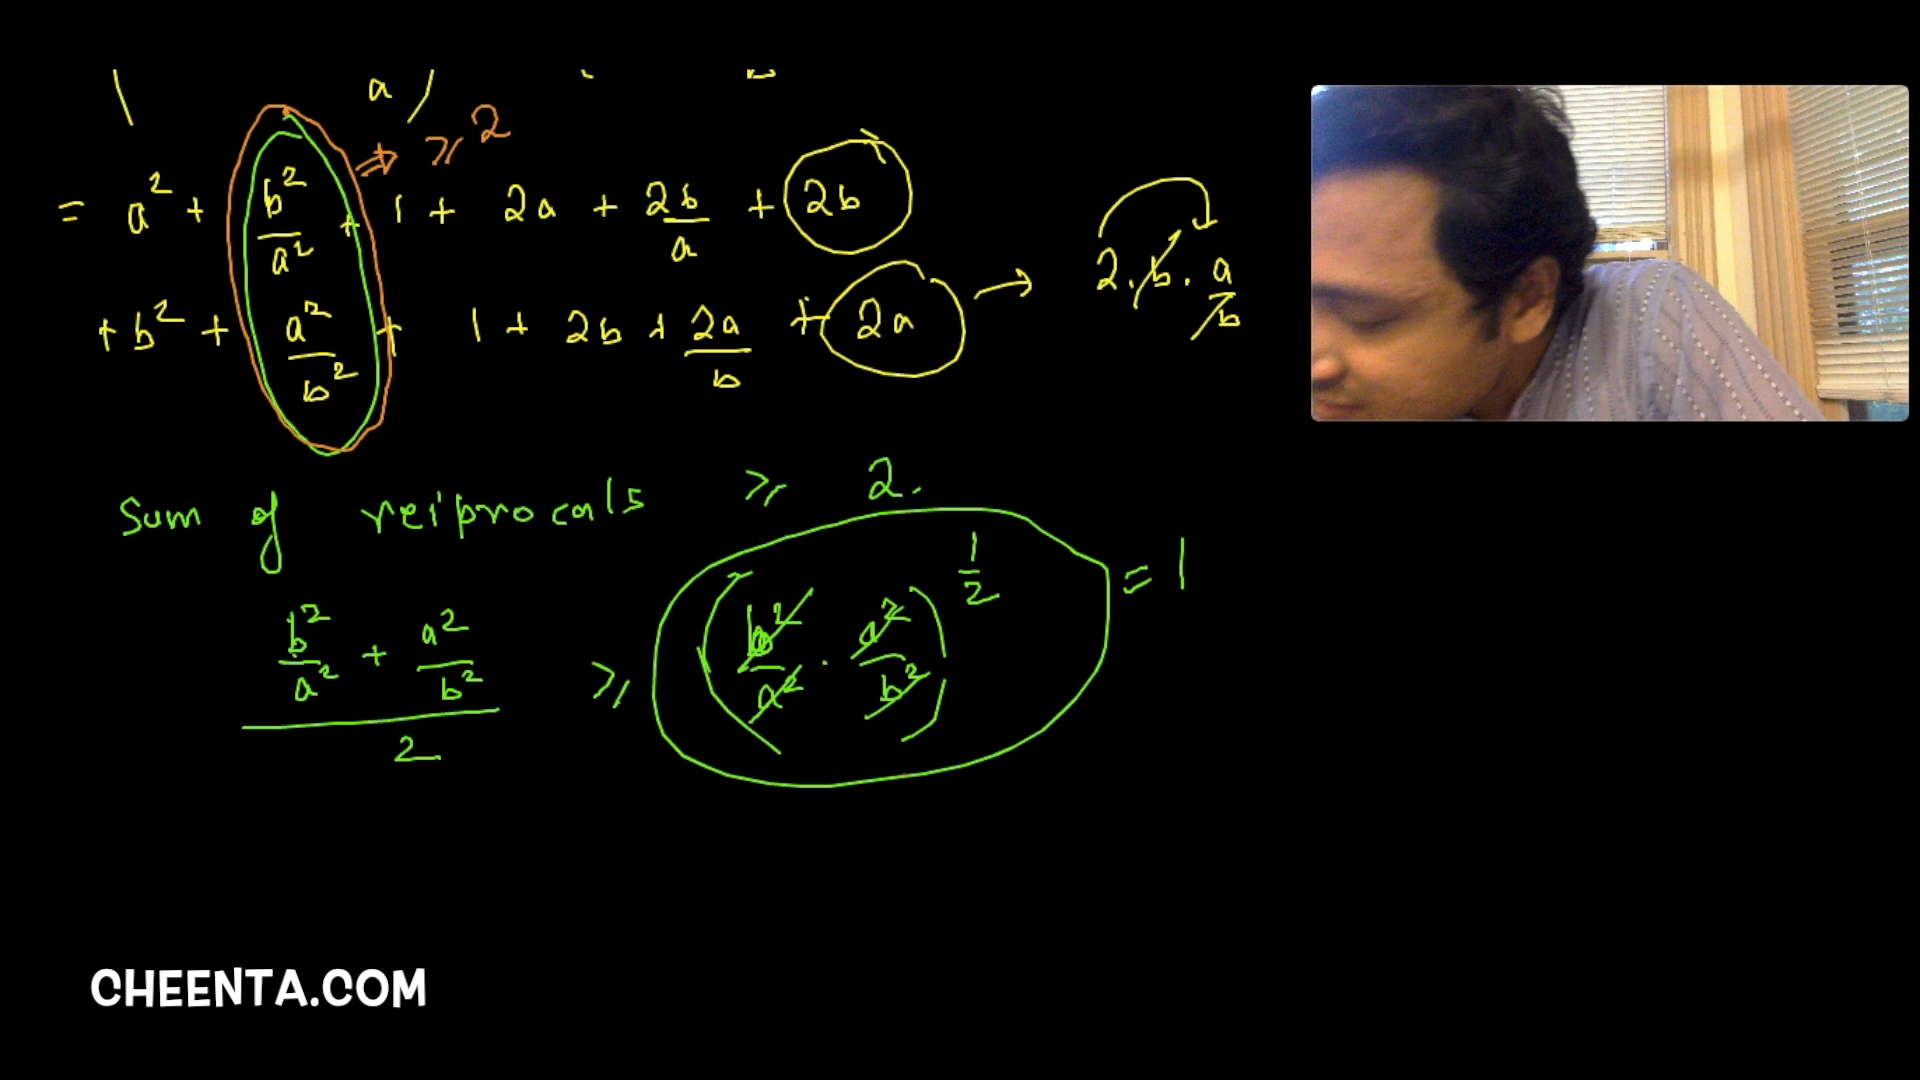 a )
= a² + b²/a² + 1 + 2a + 2b/a + 2b
⇒ ≥ 2
+ b² + a²/b² + 1 + 2b + 2a/b + 2a → 2 . b . a/b
Sum of reiprocals ≥ 2.
(b²/a² + a²/b²)/2 ≥ (b²/a² . a²/b²)^1/2 = 1
CHEENTA.COM